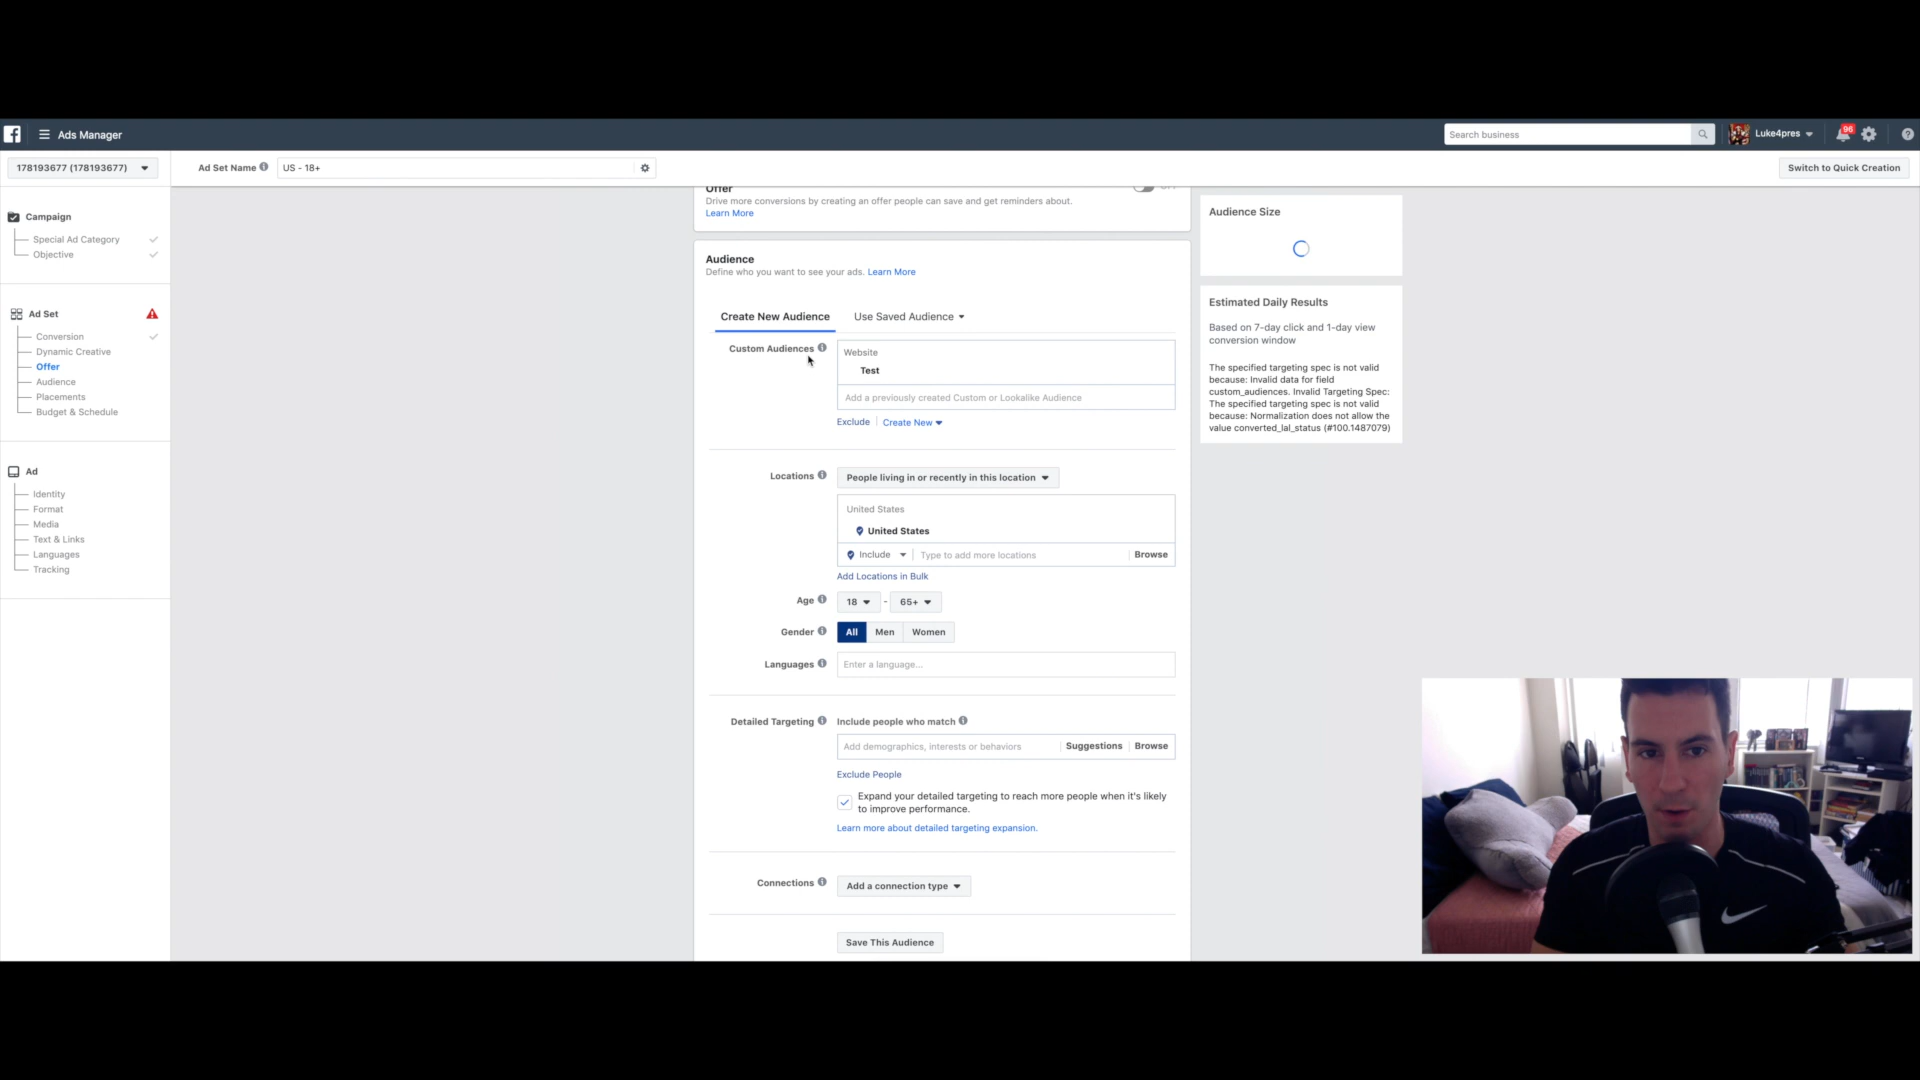 Ads Manager
Search business
Luke4pres
96
178193677 (178193677)
Ad Set Name
US - 18+
Switch to Quick Creation
Campaign
Special Ad Category
Objective
Ad Set
Conversion
Dynamic Creative
Offer
Audience
Placements
Budget & Schedule
Ad
Identity
Format
Media
Text & Links
Languages
Tracking
Offer
Drive more conversions by creating an offer people can save and get reminders about.
Learn More
Audience
Define who you want to see your ads. Learn More
Create New Audience
Use Saved Audience
Custom Audiences
Website
Test
Add a previously created Custom or Lookalike Audience
Exclude
Create New
Locations
People living in or recently in this location
United States
United States
Include
Type to add more locations
Browse
Add Locations in Bulk
Age
18 - 65+
Gender
All
Men
Women
Languages
Enter a language...
Detailed Targeting
Include people who match
Add demographics, interests or behaviors
Suggestions
Browse
Exclude People
Expand your detailed targeting to reach more people when it's likely
to improve performance.
Learn more about detailed targeting expansion.
Connections
Add a connection type
Save This Audience
Audience Size
Estimated Daily Results
Based on 7-day click and 1-day view
conversion window
The specified targeting spec is not valid
because: Invalid data for field
custom_audiences. Invalid Targeting Spec:
The specified targeting spec is not valid
because: Normalization does not allow the
value converted_lal_status (#100.1487079)